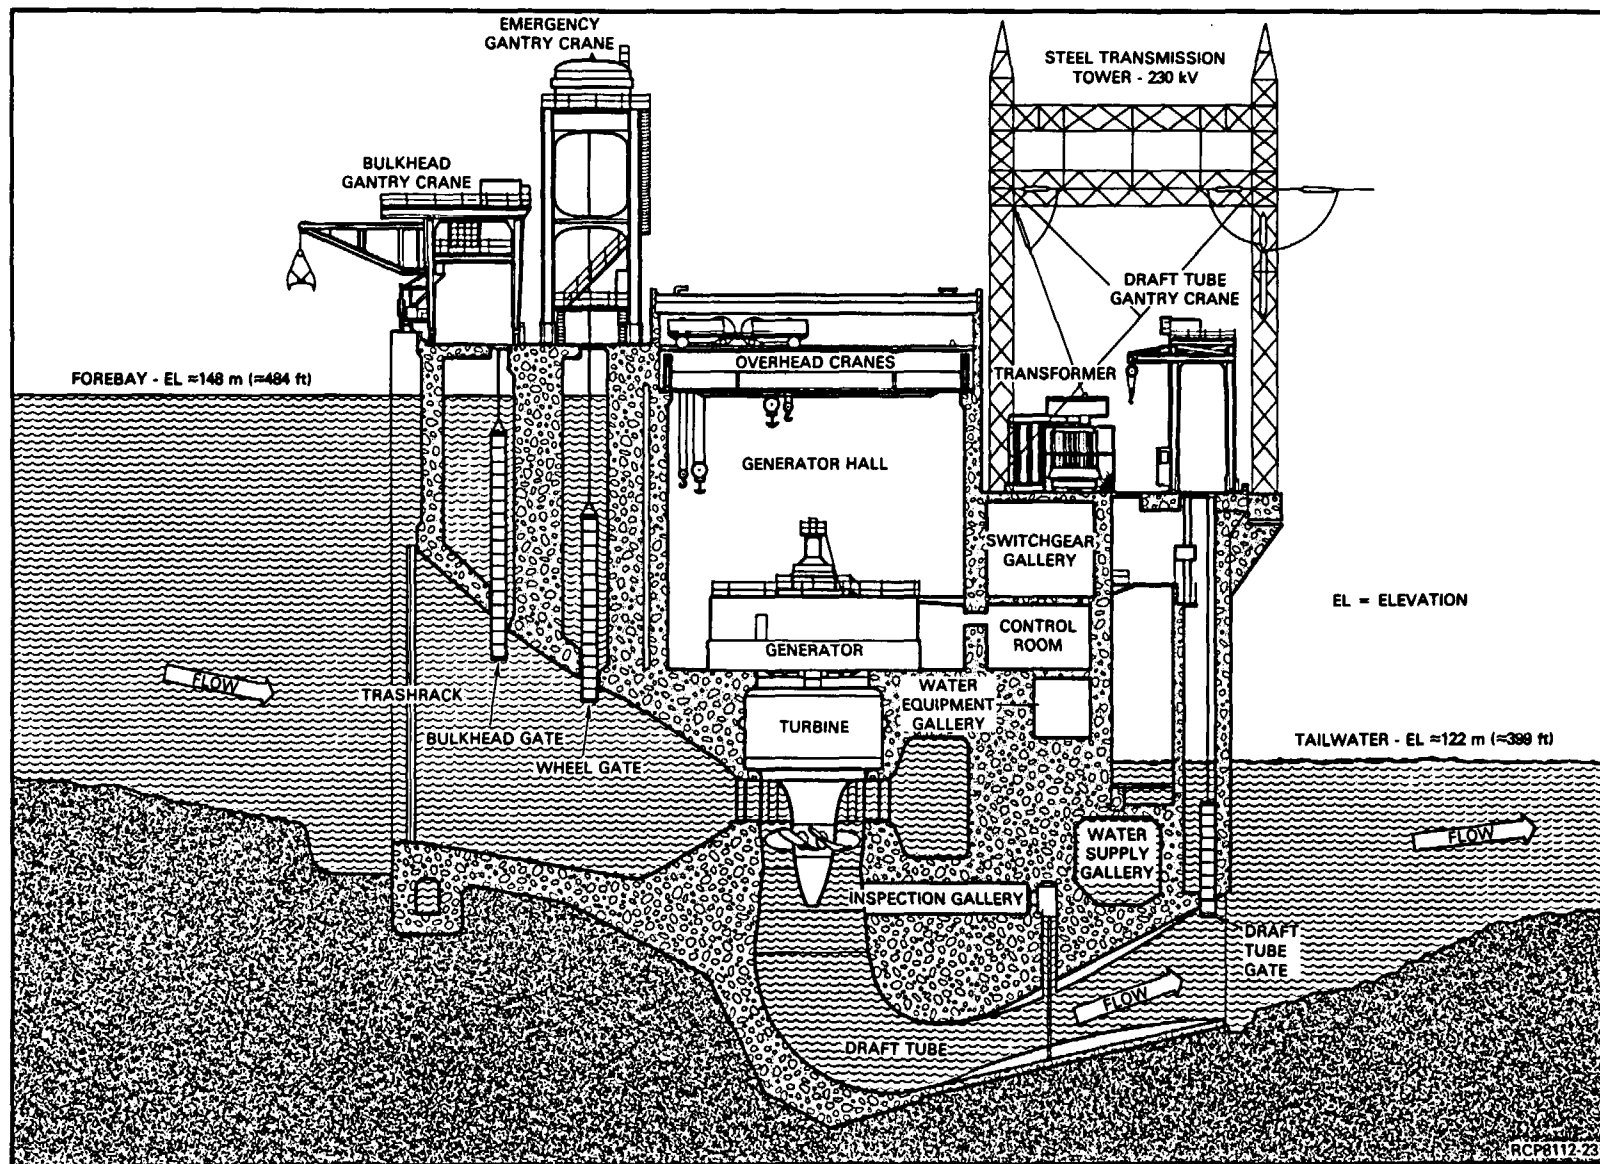 EMERGENCY
GANTRY CRANE
STEEL TRANSMISSION
TOWER - 230 kV
BULKHEAD
GANTRY CRANE
DRAFT TUBE
GANTRY CRANE
OVERHEAD CRANES
TRANSFORMER
FOREBAY - EL ≈148 m (≈484 ft)
GENERATOR HALL
SWITCHGEAR
GALLERY
EL = ELEVATION
CONTROL
ROOM
GENERATOR
FLOW
TRASHRACK
WATER
EQUIPMENT
GALLERY
TURBINE
BULKHEAD GATE
WHEEL GATE
TAILWATER - EL ≈122 m (≈399 ft)
FLOW
WATER
SUPPLY
GALLERY
INSPECTION GALLERY
DRAFT
TUBE
GATE
FLOW
DRAFT TUBE
RCP8112-23